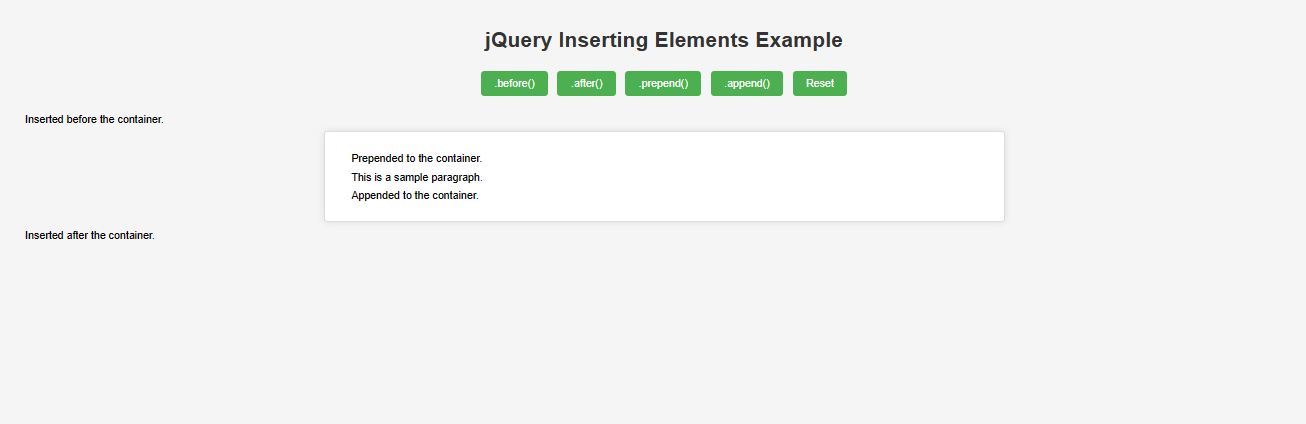 jQuery Inserting Elements Example
.before() .after() .prepend() .append() Reset
Inserted before the container.
Prepended to the container.
This is a sample paragraph.
Appended to the container.
Inserted after the container.